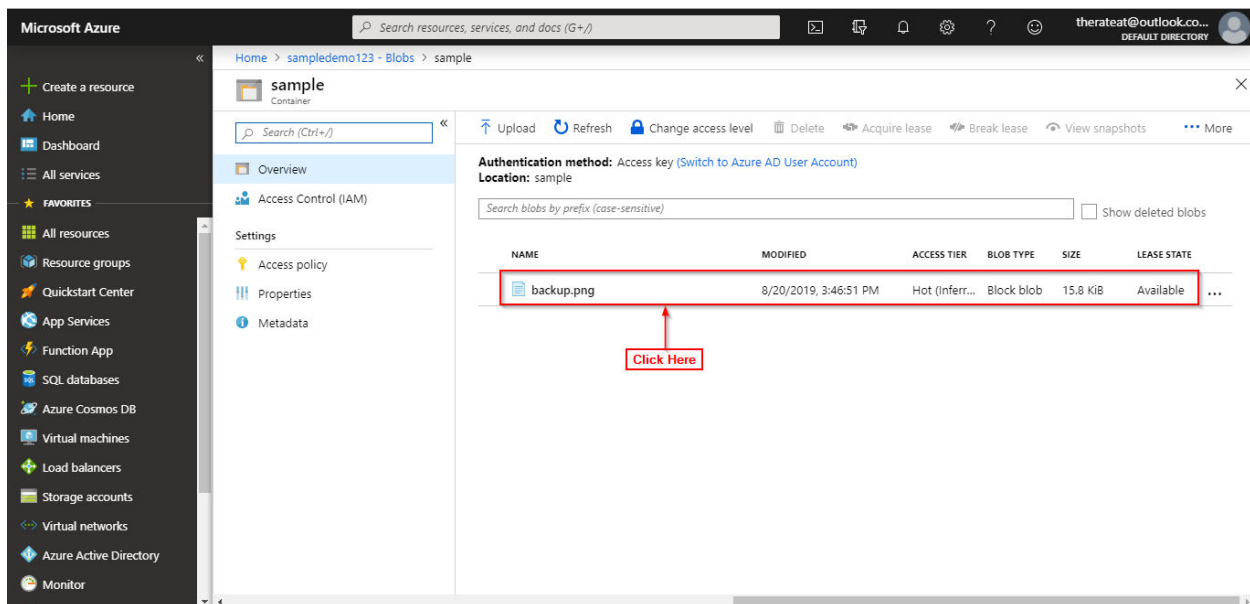 Microsoft Azure
Search resources, services, and docs (G+/)
therateat@outlook.co...
DEFAULT DIRECTORY
Create a resource
Home
Dashboard
All services
FAVORITES
All resources
Resource groups
Quickstart Center
App Services
Function App
SQL databases
Azure Cosmos DB
Virtual machines
Load balancers
Storage accounts
Virtual networks
Azure Active Directory
Monitor
Home > sampledemo123 - Blobs > sample
sample
Container
Search (Ctrl+/)
Overview
Access Control (IAM)
Settings
Access policy
Properties
Metadata
Upload Refresh Change access level Delete Acquire lease Break lease View snapshots ••• More
Authentication method: Access key (Switch to Azure AD User Account)
Location: sample
Search blobs by prefix (case-sensitive)
Show deleted blobs
NAME MODIFIED ACCESS TIER BLOB TYPE SIZE LEASE STATE
backup.png 8/20/2019, 3:46:51 PM Hot (Inferr... Block blob 15.8 KiB Available ...
Click Here